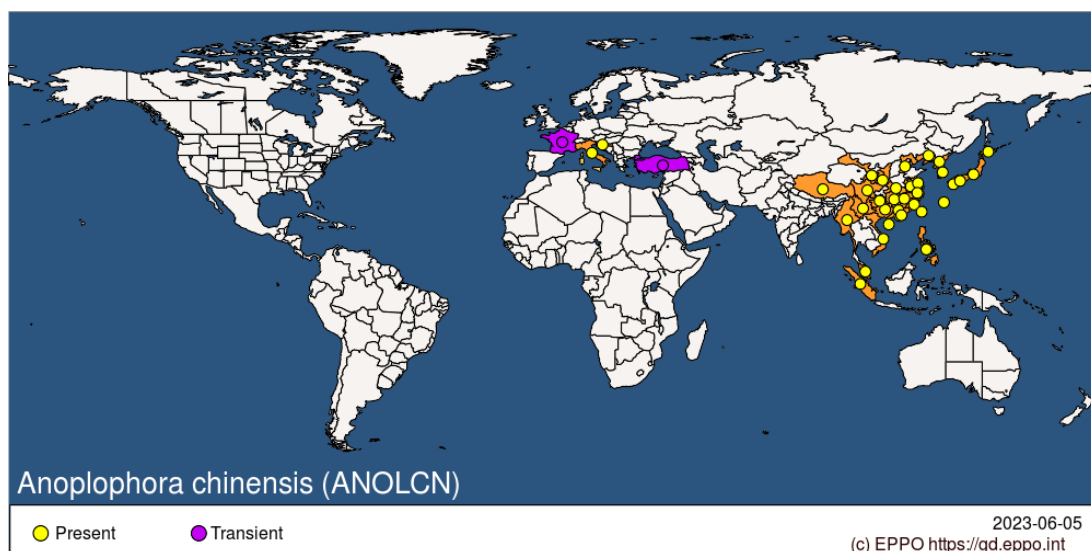 Anoplophora chinensis (ANOLCN)
Present
Transient
2023-06-05
(c) EPPO https://gd.eppo.int